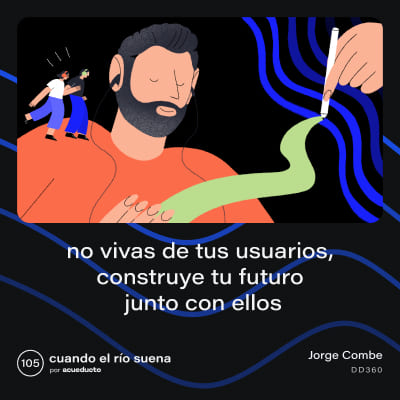 no vivas de tus usuarios,
construye tu futuro
junto con ellos
105
cuando el río suena
por acueducto
Jorge Combe
DD360